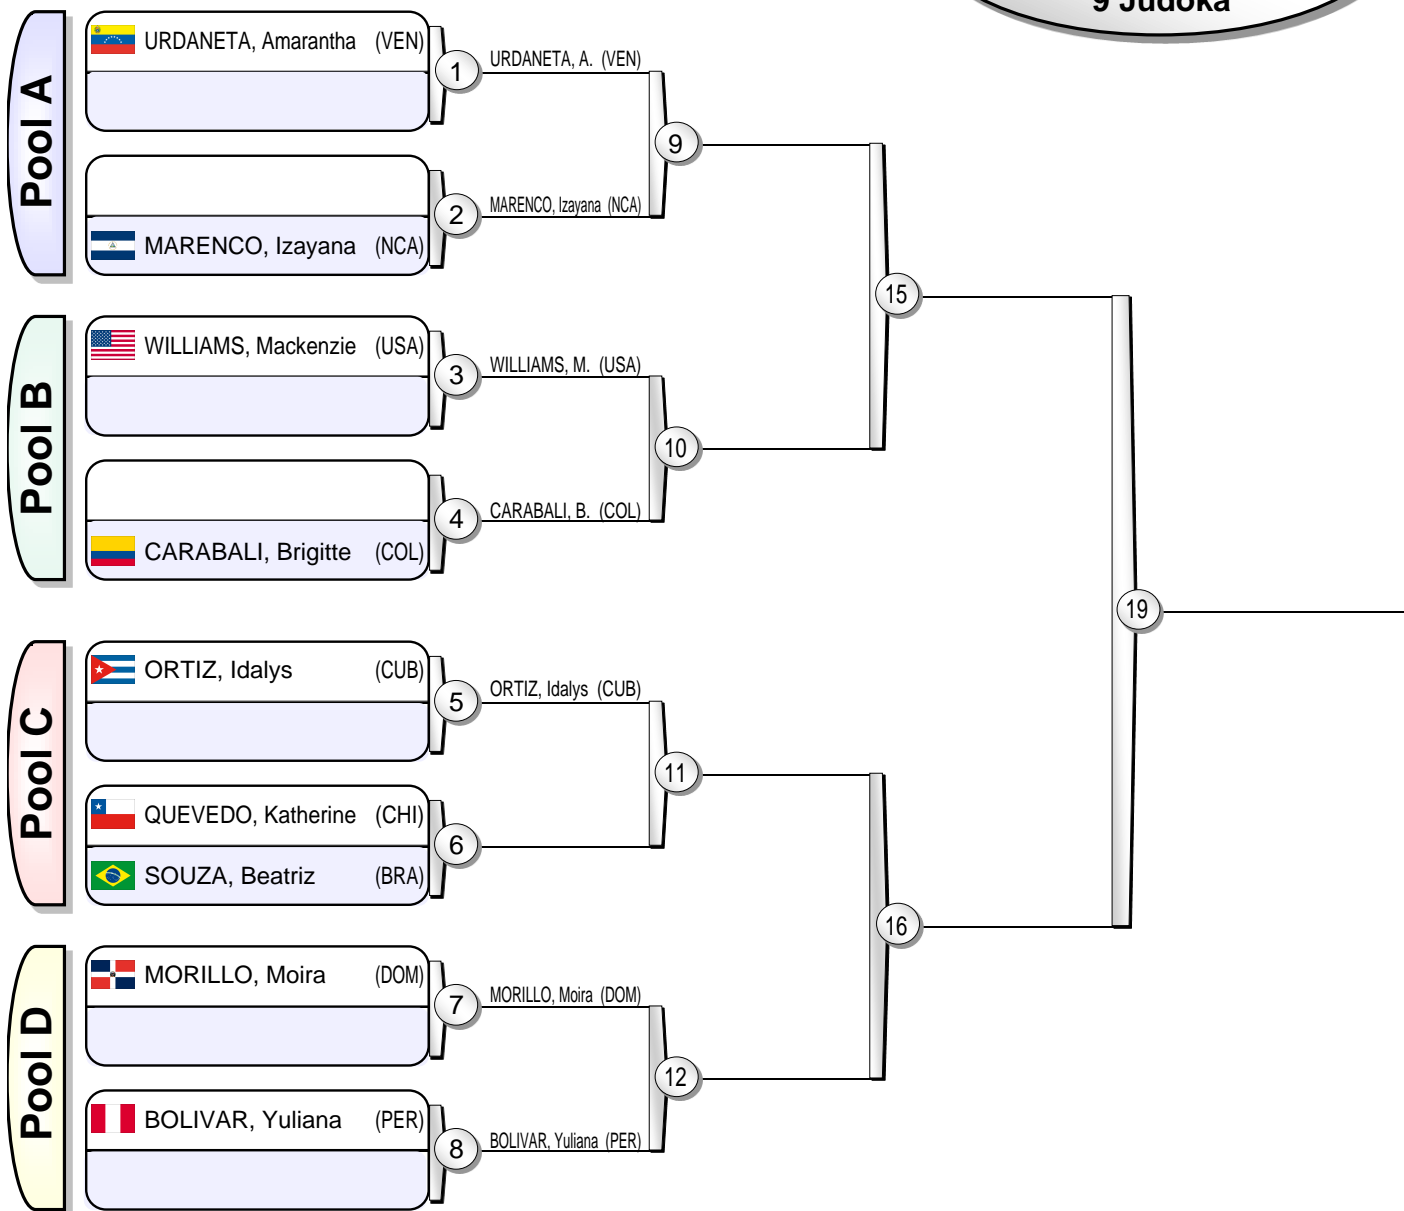 9 Judoka
Pool A
URDANETA, Amarantha (VEN)
1
URDANETA, A. (VEN)
9
2
MARENCO, Izayana (NCA)
MARENCO, Izayana (NCA)
15
Pool B
WILLIAMS, Mackenzie (USA)
3
WILLIAMS, M. (USA)
10
4
CARABALI, B. (COL)
CARABALI, Brigitte (COL)
19
Pool C
ORTIZ, Idalys (CUB)
5
ORTIZ, Idalys (CUB)
11
QUEVEDO, Katherine (CHI)
6
SOUZA, Beatriz (BRA)
16
Pool D
MORILLO, Moira (DOM)
7
MORILLO, Moira (DOM)
12
BOLIVAR, Yuliana (PER)
8
BOLIVAR, Yuliana (PER)